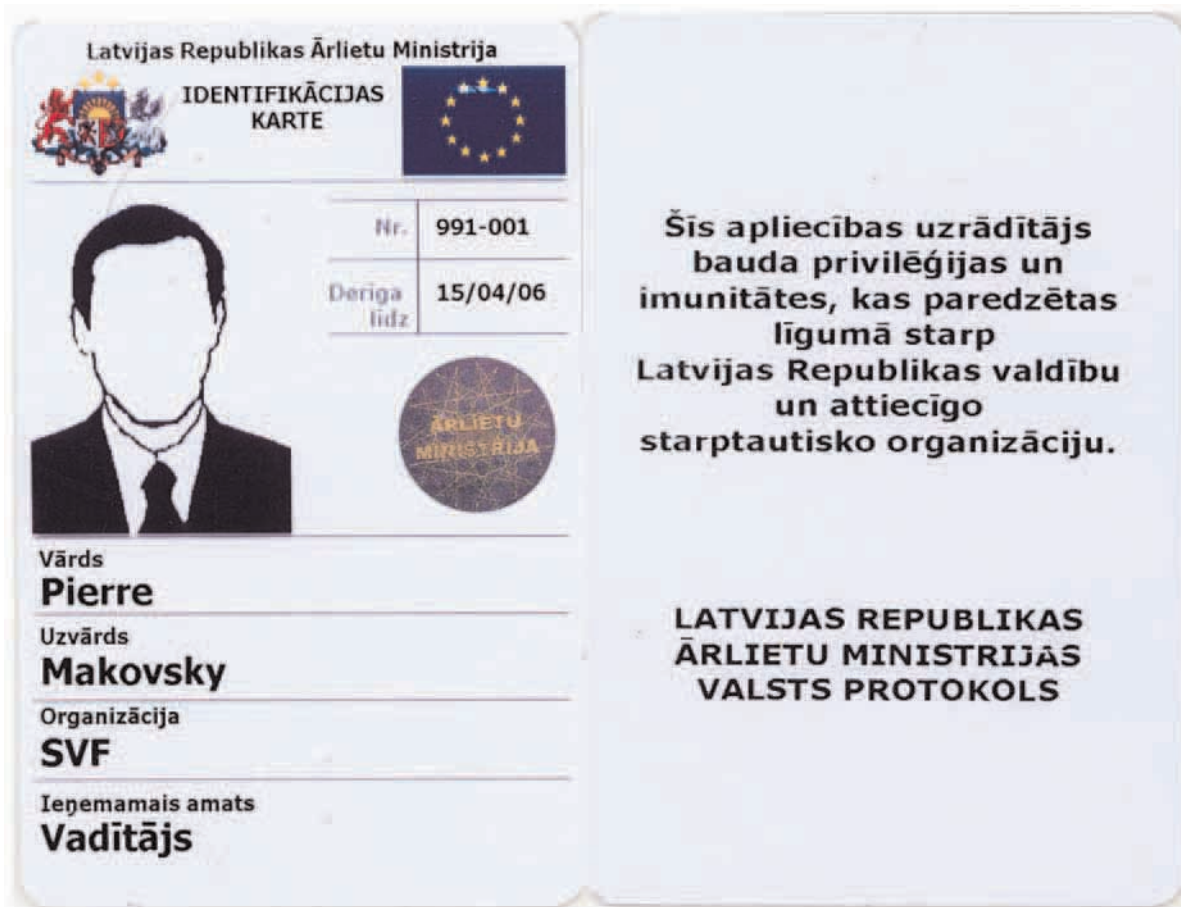 Latvijas Republikas Ārlietu Ministrija
IDENTIFIKĀCIJAS
KARTE
Nr. 991-001
Derīga
līdz 15/04/06
ĀRLIETU
MINISTRIJA
Vārds
Pierre
Uzvārds
Makovsky
Organizācija
SVF
Ieņemamais amats
Vadītājs
Šīs apliecības uzrādītājs
bauda privilēģijas un
imunitātes, kas paredzētas
līgumā starp
Latvijas Republikas valdību
un attiecīgo
starptautisko organizāciju.
LATVIJAS REPUBLIKAS
ĀRLIETU MINISTRIJAS
VALSTS PROTOKOLS